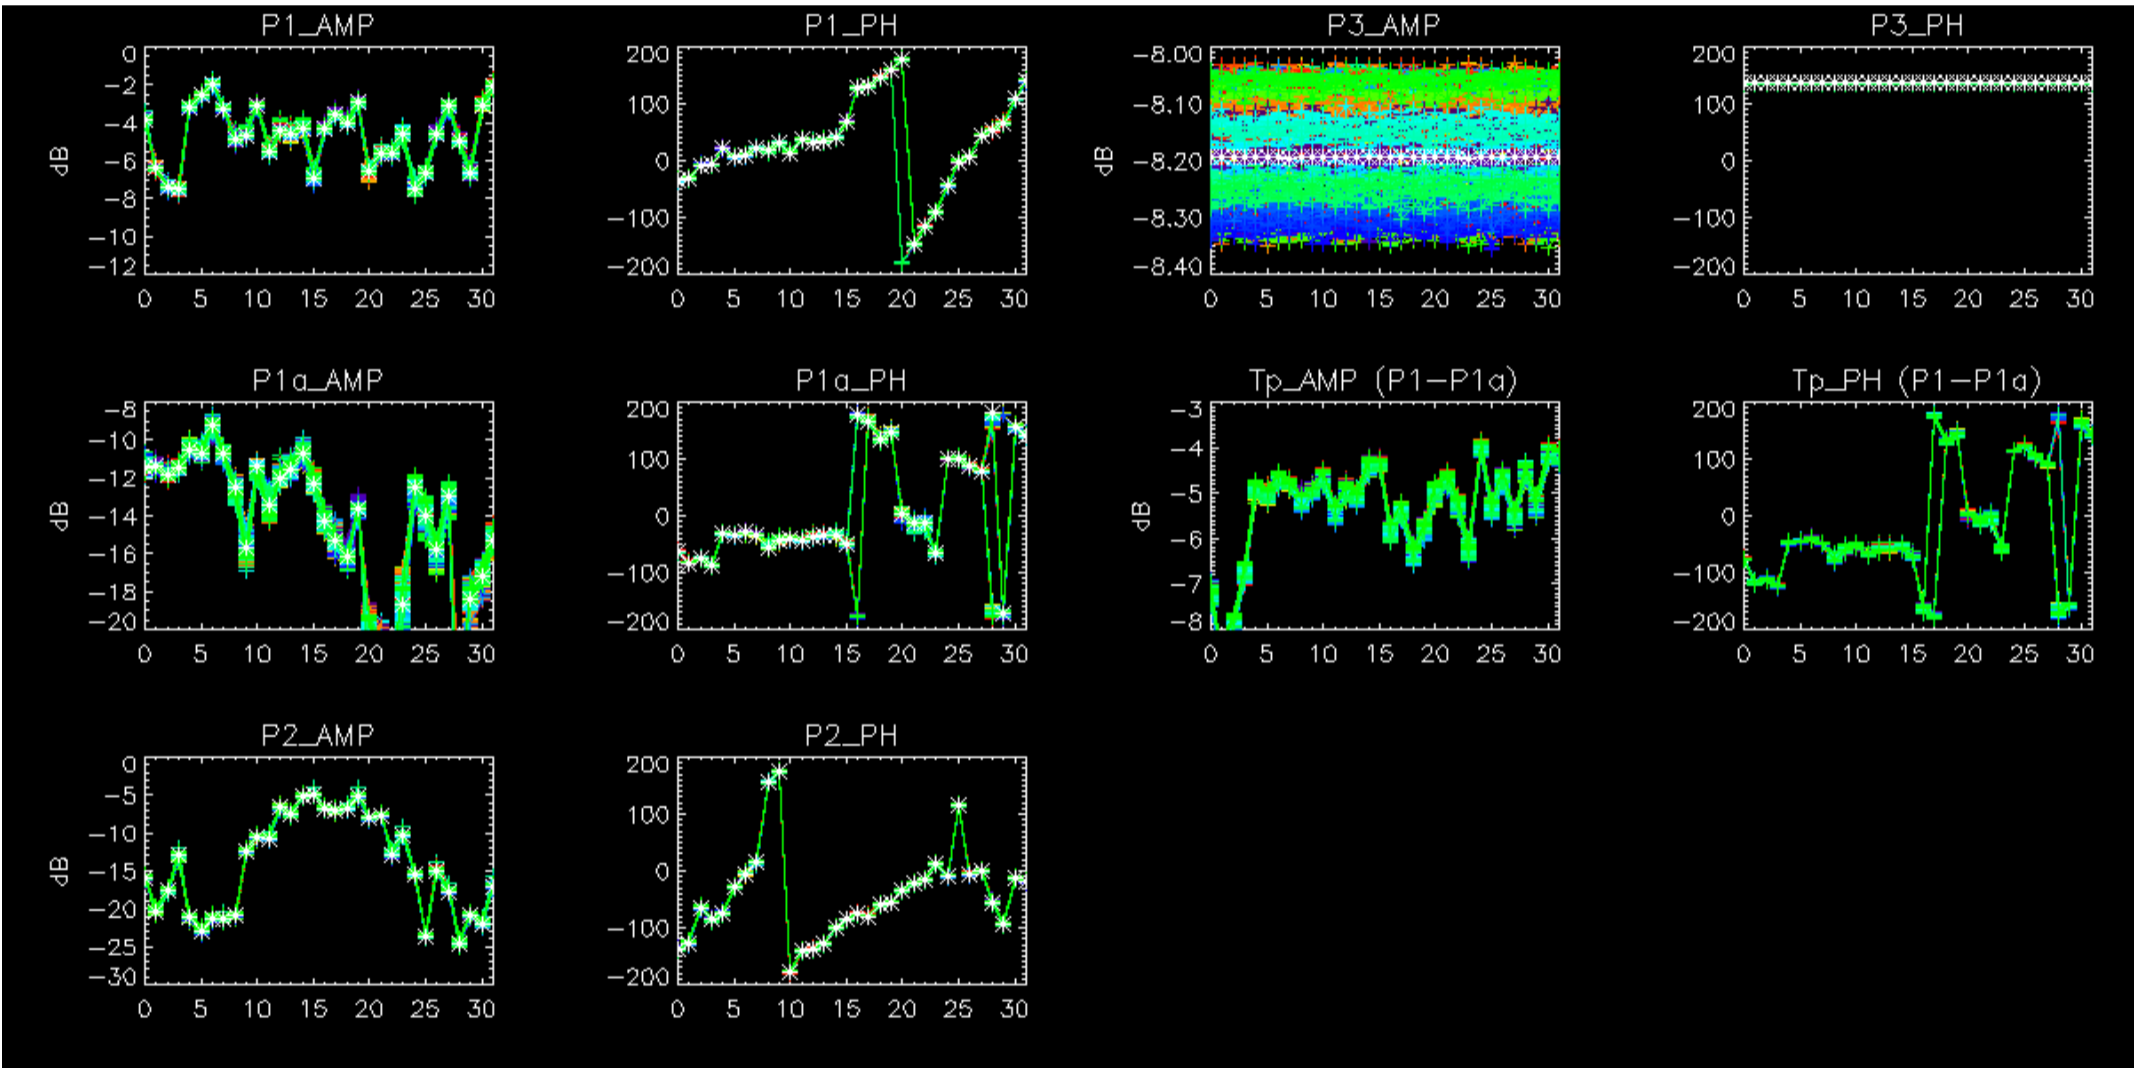 P1_AMP
P1_PH
P3_AMP
P3_PH
0
-2
-4
-6
-8
-10
-12
dB
0 5 10 15 20 25 30
200
100
0
-100
-200
0 5 10 15 20 25 30
-8.00
-8.10
-8.20
-8.30
-8.40
dB
0 5 10 15 20 25 30
200
100
0
-100
-200
0 5 10 15 20 25 30
P1a_AMP
P1a_PH
Tp_AMP (P1-P1a)
Tp_PH (P1-P1a)
-8
-10
-12
-14
-16
-18
-20
dB
0 5 10 15 20 25 30
200
100
0
-100
-200
0 5 10 15 20 25 30
-3
-4
-5
-6
-7
-8
dB
0 5 10 15 20 25 30
200
100
0
-100
-200
0 5 10 15 20 25 30
P2_AMP
P2_PH
0
-5
-10
-15
-20
-25
-30
dB
0 5 10 15 20 25 30
200
100
0
-100
-200
0 5 10 15 20 25 30